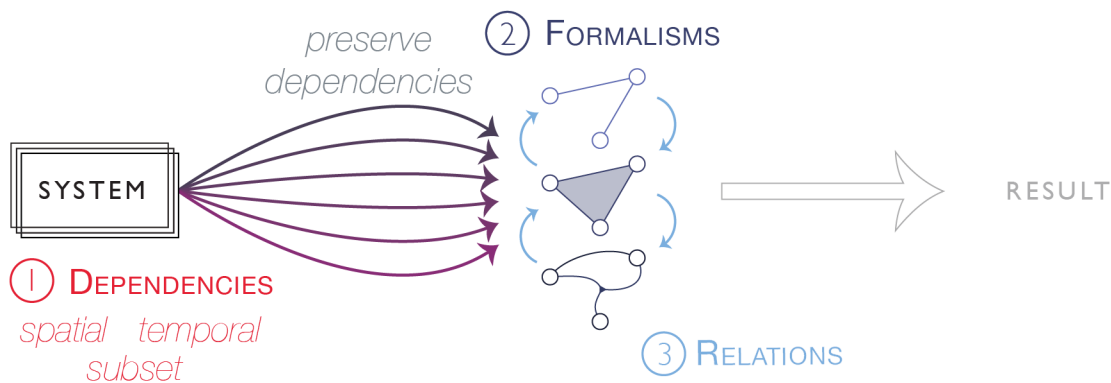 preserve
dependencies
2 FORMALISMS
SYSTEM
RESULT
1 DEPENDENCIES
spatial temporal
subset
3 RELATIONS